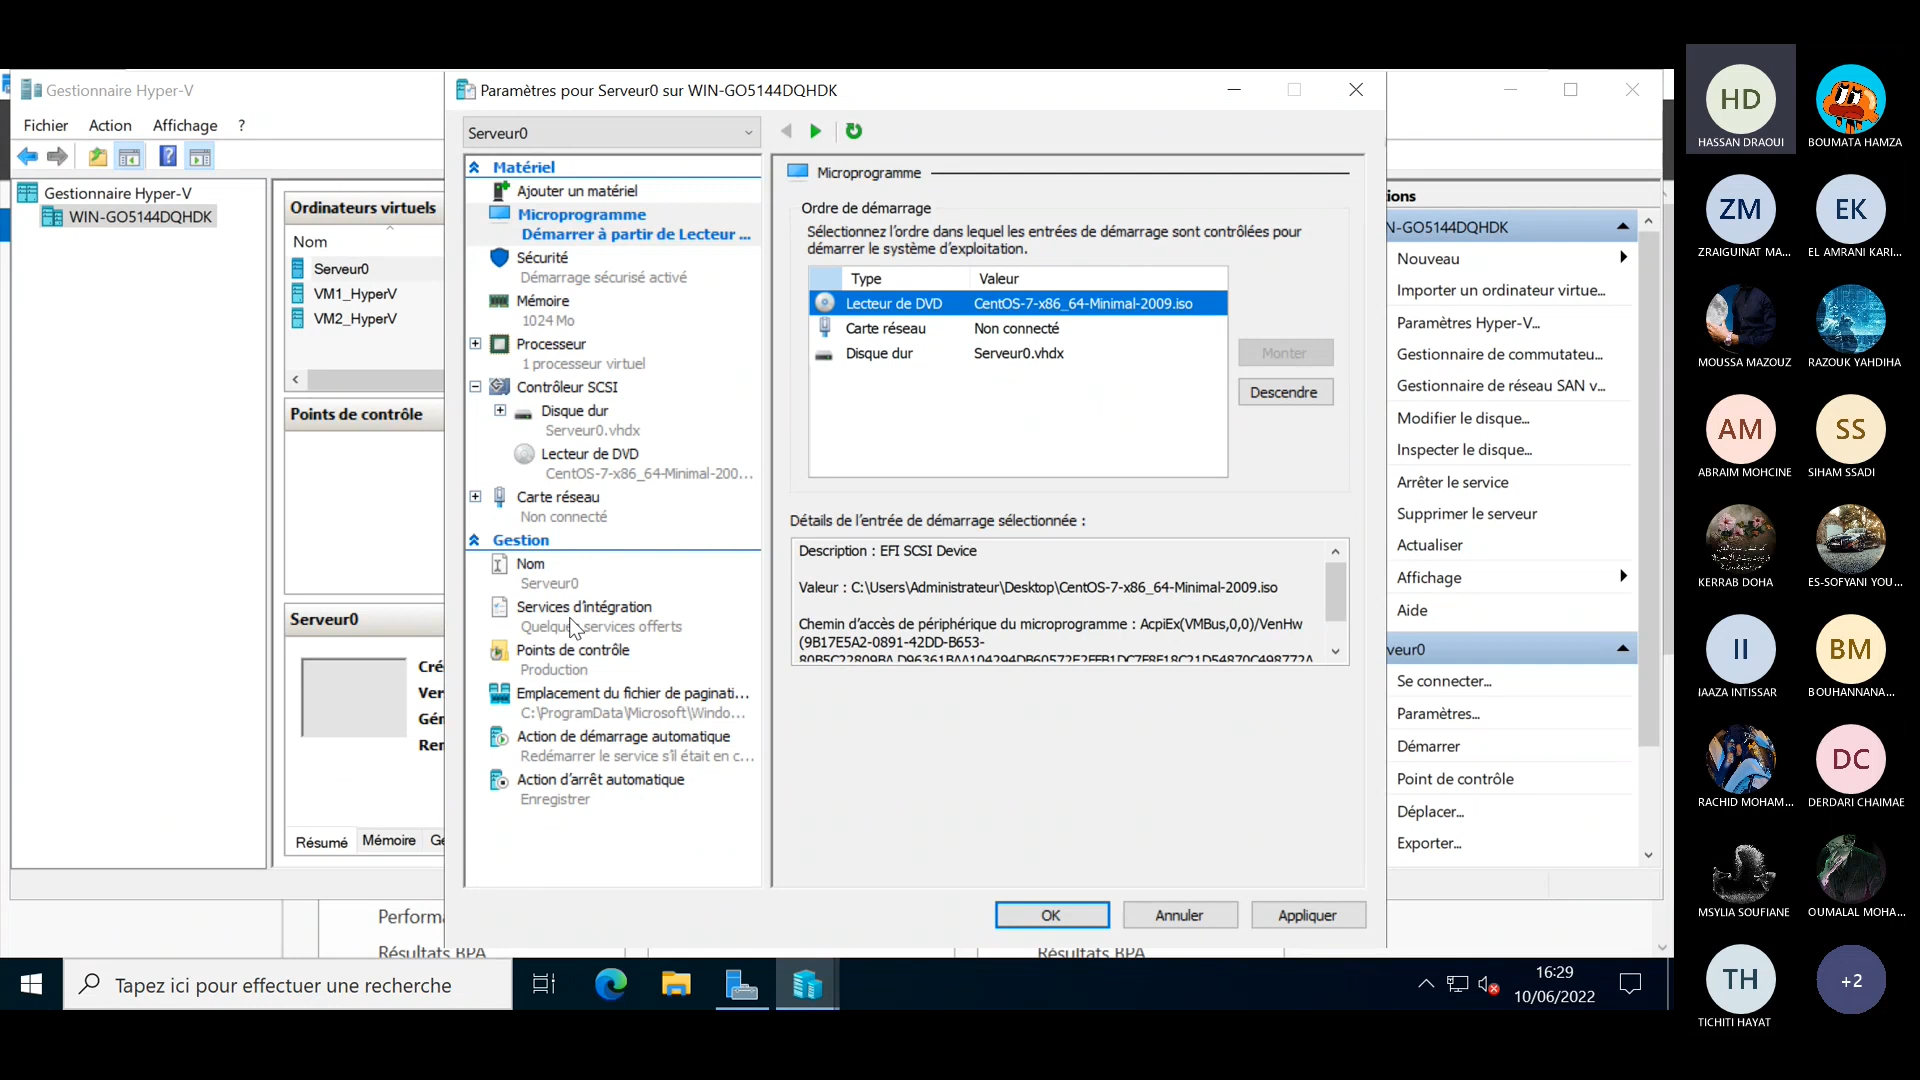 Gestionnaire Hyper-V
Fichier Action Affichage ?
Gestionnaire Hyper-V
WIN-GO5144DQHDK
Ordinateurs virtuels
Nom
Serveur0
VM1_HyperV
VM2_HyperV
Points de contrôle
Serveur0
Cré
Ver
Gén
Ren
Résumé Mémoire Ge
Perform
Résultats BPA
Résultats BPA
Paramètres pour Serveur0 sur WIN-GO5144DQHDK
Serveur0
Matériel
Ajouter un matériel
Microprogramme
Démarrer à partir de Lecteur ...
Sécurité
Démarrage sécurisé activé
Mémoire
1024 Mo
Processeur
1 processeur virtuel
Contrôleur SCSI
Disque dur
Serveur0.vhdx
Lecteur de DVD
CentOS-7-x86_64-Minimal-200...
Carte réseau
Non connecté
Gestion
Nom
Serveur0
Services d'intégration
Quelques services offerts
Points de contrôle
Production
Emplacement du fichier de paginati...
C:\ProgramData\Microsoft\Windo...
Action de démarrage automatique
Redémarrer le service s'il était en c...
Action d'arrêt automatique
Enregistrer
Microprogramme
Ordre de démarrage
Sélectionnez l'ordre dans lequel les entrées de démarrage sont contrôlées pour
démarrer le système d'exploitation.
Type Valeur
Lecteur de DVD CentOS-7-x86_64-Minimal-2009.iso
Carte réseau Non connecté
Disque dur Serveur0.vhdx
Monter
Descendre
Détails de l'entrée de démarrage sélectionnée :
Description : EFI SCSI Device
Valeur : C:\Users\Administrateur\Desktop\CentOS-7-x86_64-Minimal-2009.iso
Chemin d'accès de périphérique du microprogramme : AcpiEx(VMBus,0,0)/VenHw
(9B17E5A2-0891-42DD-B653-
OK Annuler Appliquer
ions
N-GO5144DQHDK
Nouveau
Importer un ordinateur virtue...
Paramètres Hyper-V...
Gestionnaire de commutateu...
Gestionnaire de réseau SAN v...
Modifier le disque...
Inspecter le disque...
Arrêter le service
Supprimer le serveur
Actualiser
Affichage
Aide
veur0
Se connecter...
Paramètres...
Démarrer
Point de contrôle
Déplacer...
Exporter...
Tapez ici pour effectuer une recherche
16:29
10/06/2022
HD
HASSAN DRAOUI
BOUMATA HAMZA
ZM
ZRAIGUINAT MA...
EK
EL AMRANI KARI...
MOUSSA MAZOUZ
RAZOUK YAHDIHA
AM
ABRAIM MOHCINE
SS
SIHAM SSADI
KERRAB DOHA
ES-SOFYANI YOU...
II
IAAZA INTISSAR
BM
BOUHANNANA...
RACHID MOHAM...
DC
DERDARI CHAIMAE
MSYLIA SOUFIANE
OUMALAL MOHA...
TH
TICHITI HAYAT
+2